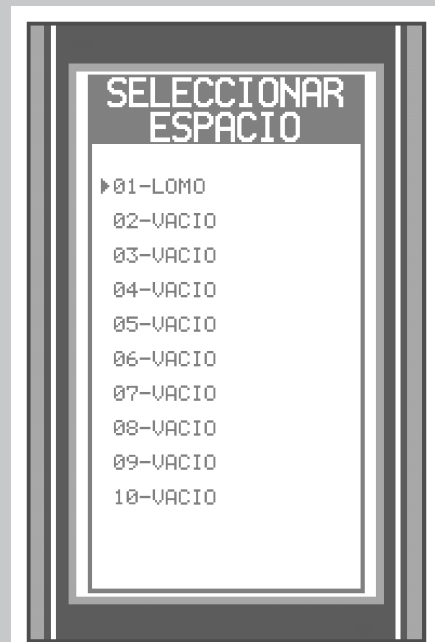 SELECCIONAR
ESPACIO
▶01-LOMO
02-VACIO
03-VACIO
04-VACIO
05-VACIO
06-VACIO
07-VACIO
08-VACIO
09-VACIO
10-VACIO